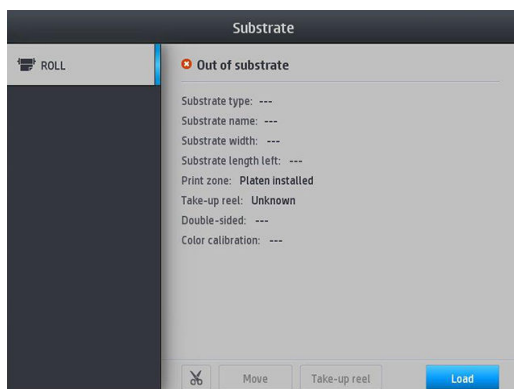 Substrate
ROLL
Out of substrate
Substrate type: ---
Substrate name: ---
Substrate width: ---
Substrate length left: ---
Print zone: Platen installed
Take-up reel: Unknown
Double-sided: ---
Color calibration: ---
Move Take-up reel Load